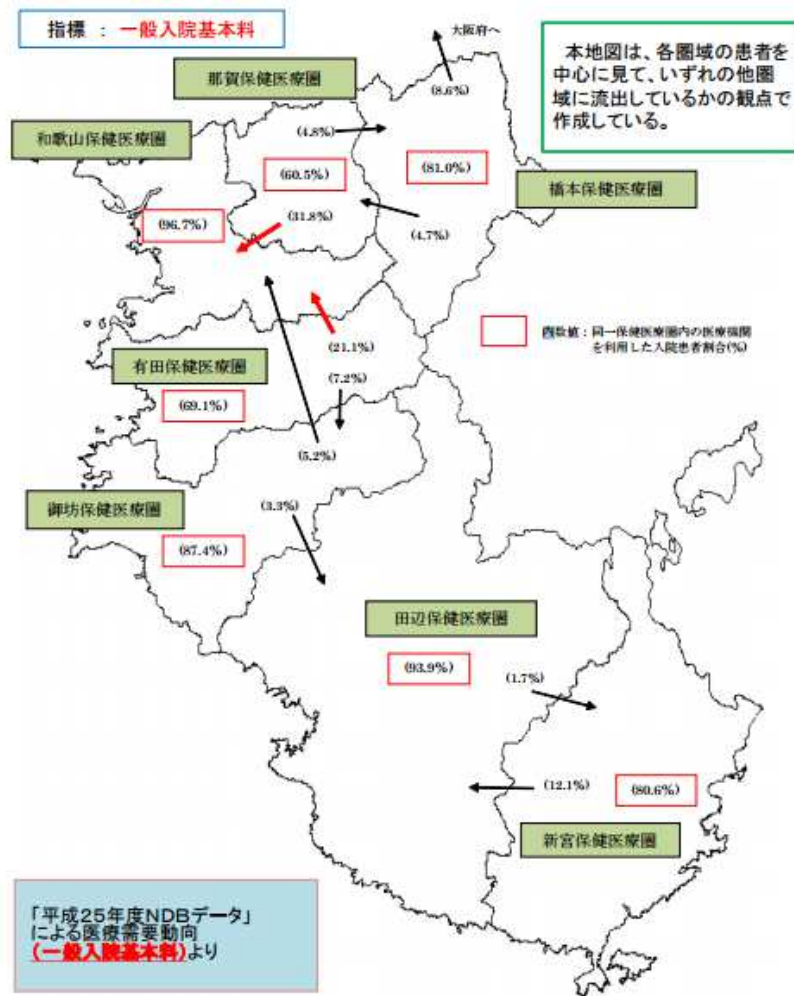 指標 ： 一般入院基本料
大阪府へ
本地図は、各圏域の患者を
中心に見て、いずれの他圏
域に流出しているかの観点で
作成している。
那賀保健医療圏
(8.6%)
(4.8%)
和歌山保健医療圏
(60.5%)
(81.0%)
橋本保健医療圏
(96.7%)
(31.8%)
(4.7%)
囲数値：同一保健医療圏内の医療機関
を利用した入院患者割合(%)
(21.1%)
有田保健医療圏
(7.2%)
(69.1%)
(5.2%)
御坊保健医療圏
(3.3%)
(87.4%)
田辺保健医療圏
(93.9%)
(1.7%)
(12.1%)
(80.6%)
新宮保健医療圏
「平成25年度NDBデータ」
による医療需要動向
(一般入院基本料)より